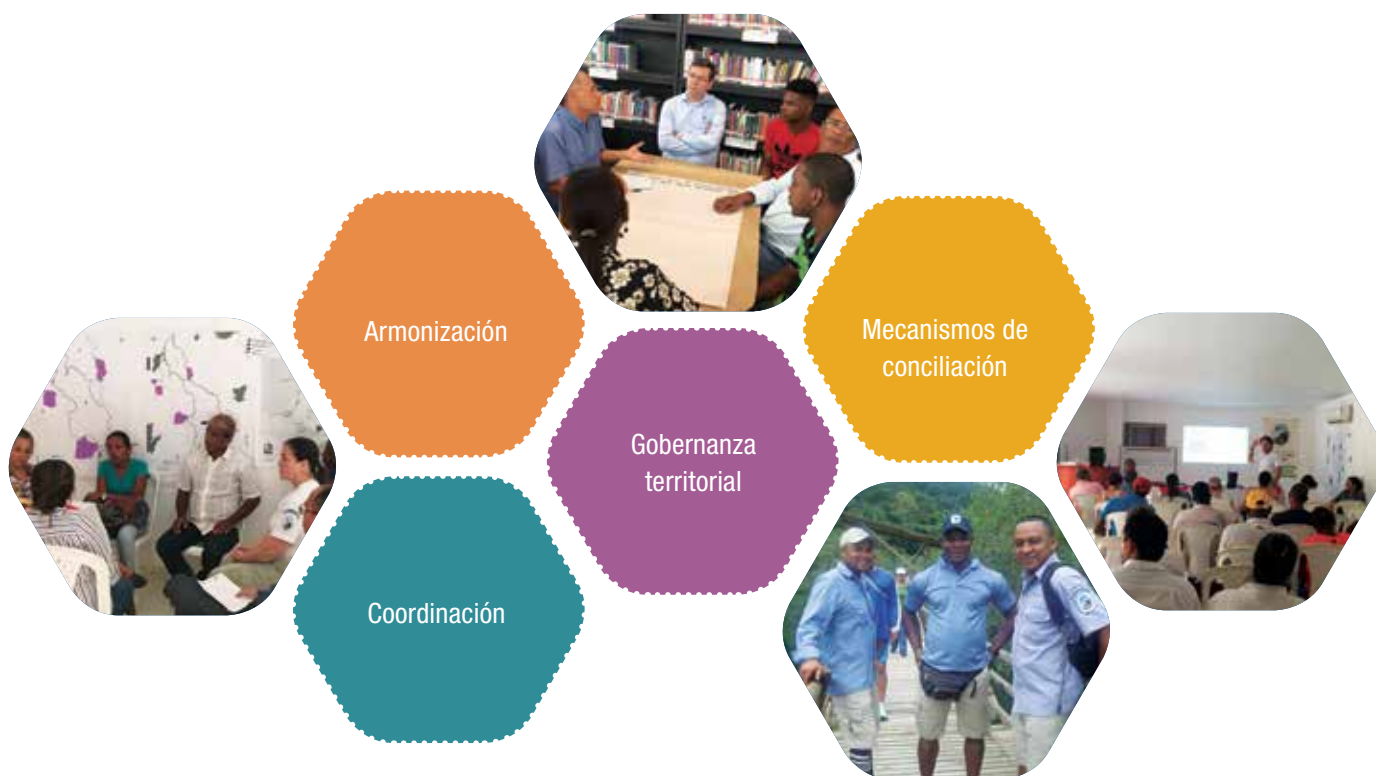 Armonización
Mecanismos de
conciliación
Gobernanza
territorial
Coordinación